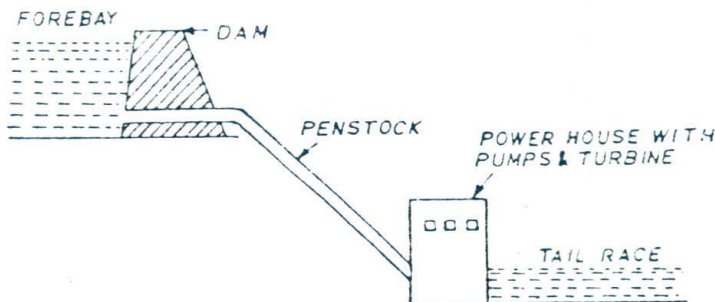 FOREBAY
DAM
PENSTOCK
POWER HOUSE WITH
PUMPS & TURBINE
TAIL RACE